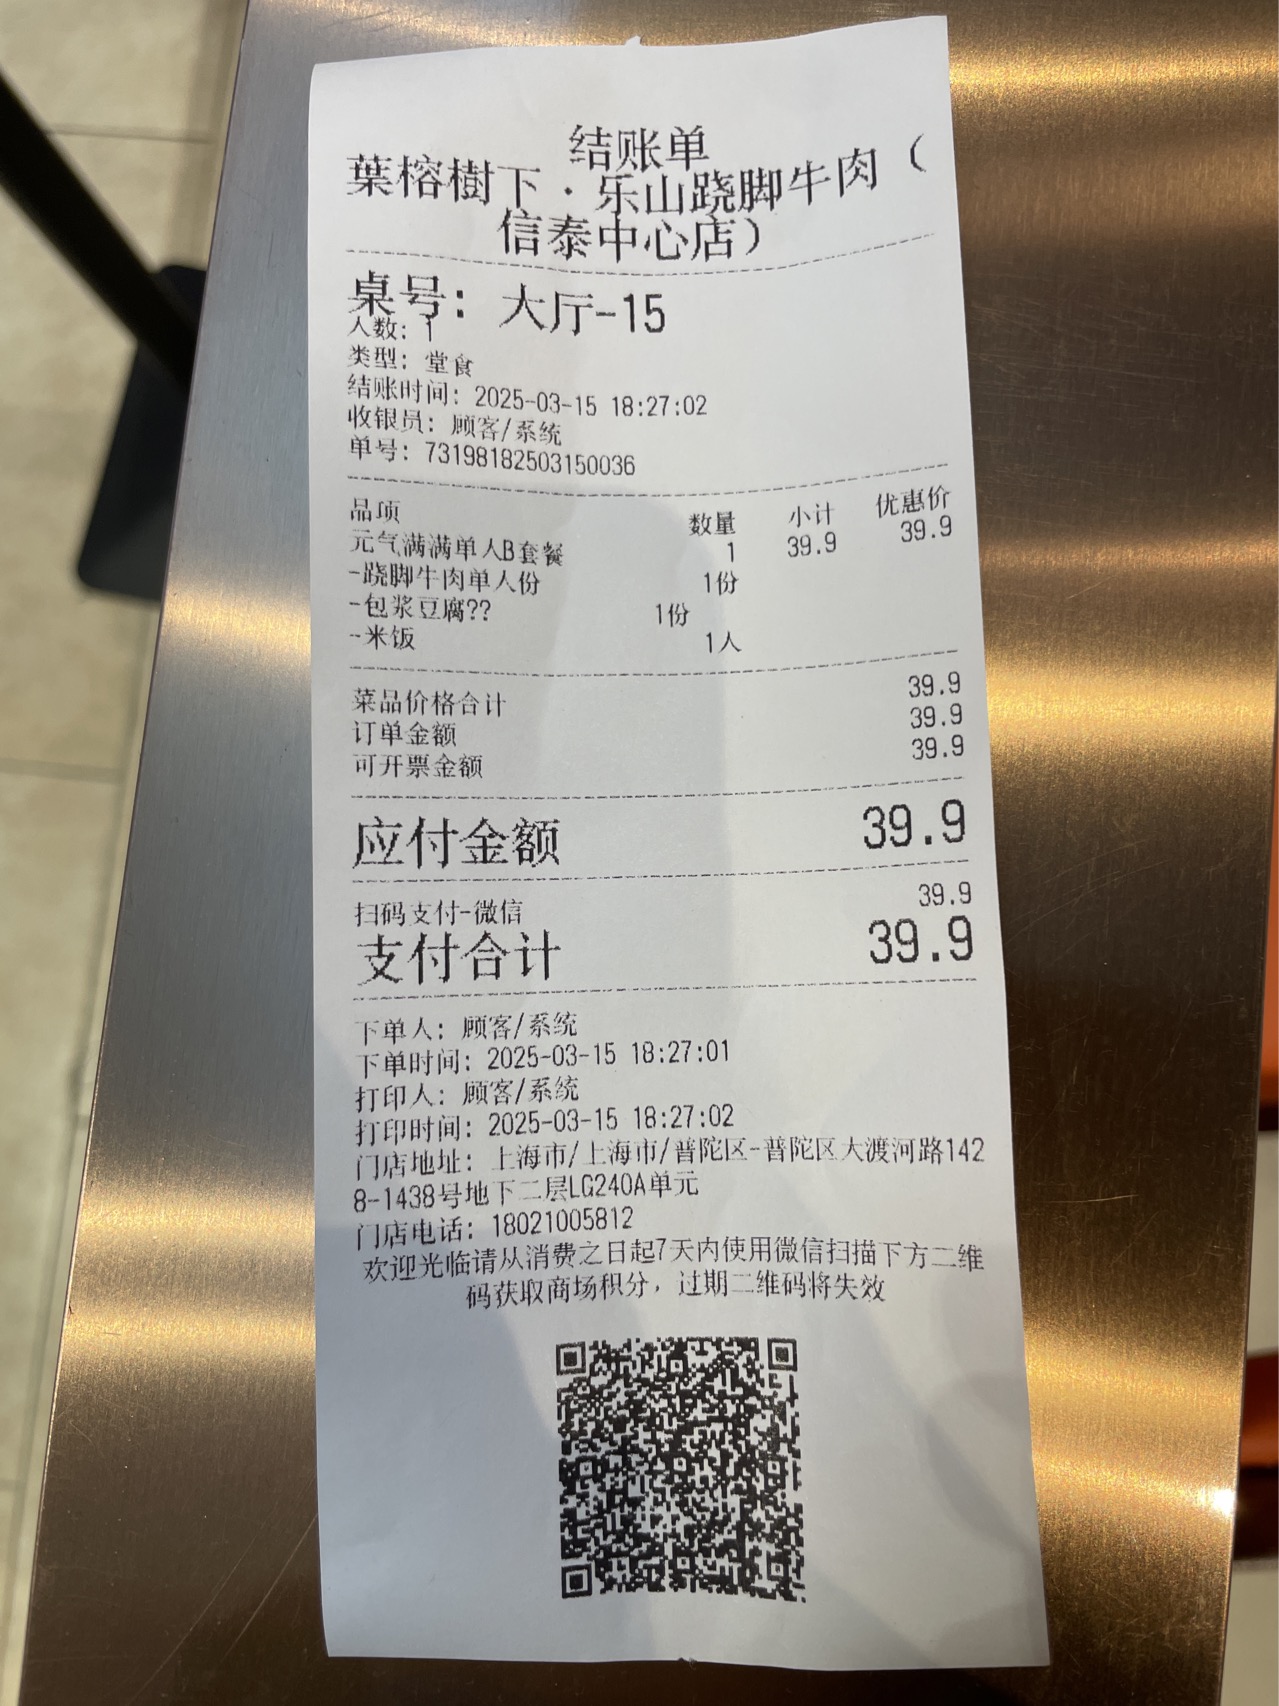 结账单
葉榕樹下·乐山跷脚牛肉（
信泰中心店）
桌号：大厅-15
人数：1
类型：堂食
结账时间：2025-03-15 18:27:02
收银员：顾客/系统
单号：73198182503150036
品项 数量 小计 优惠价
元气满满单人B套餐 1 39.9 39.9
-跷脚牛肉单人份 1份
-包浆豆腐?? 1份
-米饭 1人
菜品价格合计 39.9
订单金额 39.9
可开票金额 39.9
应付金额 39.9
扫码支付-微信 39.9
支付合计 39.9
下单人：顾客/系统
下单时间：2025-03-15 18:27:01
打印人：顾客/系统
打印时间：2025-03-15 18:27:02
门店地址：上海市/上海市/普陀区-普陀区大渡河路142
8-1438号地下二层LG240A单元
门店电话：18021005812
欢迎光临请从消费之日起7天内使用微信扫描下方二维
码获取商场积分，过期二维码将失效